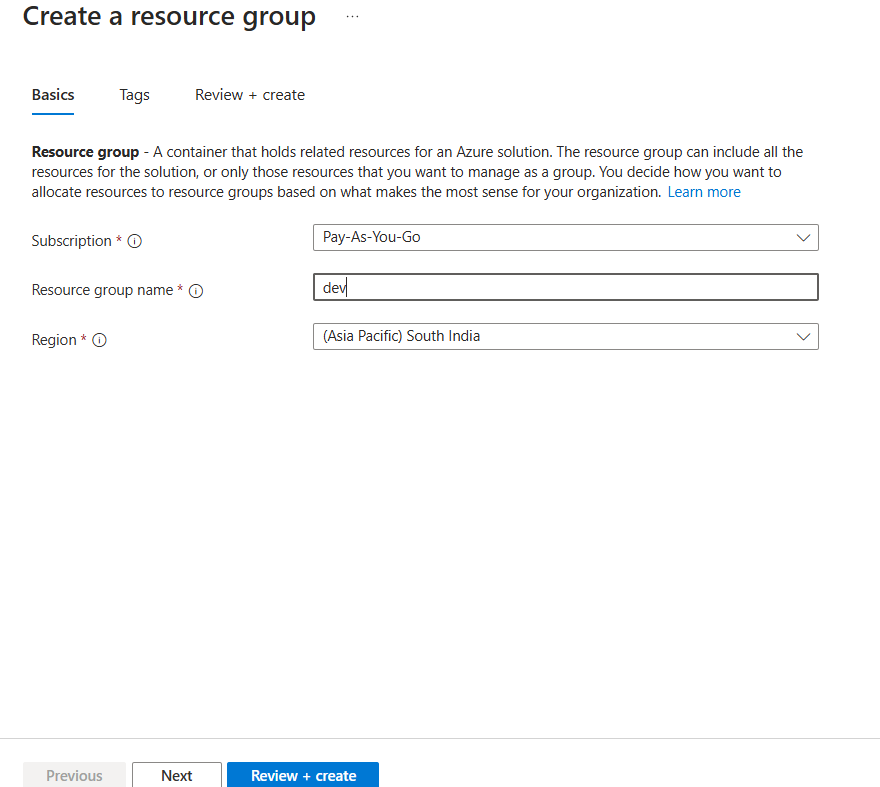 Create a resource group ...
Basics Tags Review + create
Resource group - A container that holds related resources for an Azure solution. The resource group can include all the
resources for the solution, or only those resources that you want to manage as a group. You decide how you want to
allocate resources to resource groups based on what makes the most sense for your organization. Learn more
Subscription * Pay-As-You-Go
Resource group name * dev
Region * (Asia Pacific) South India
Previous Next Review + create